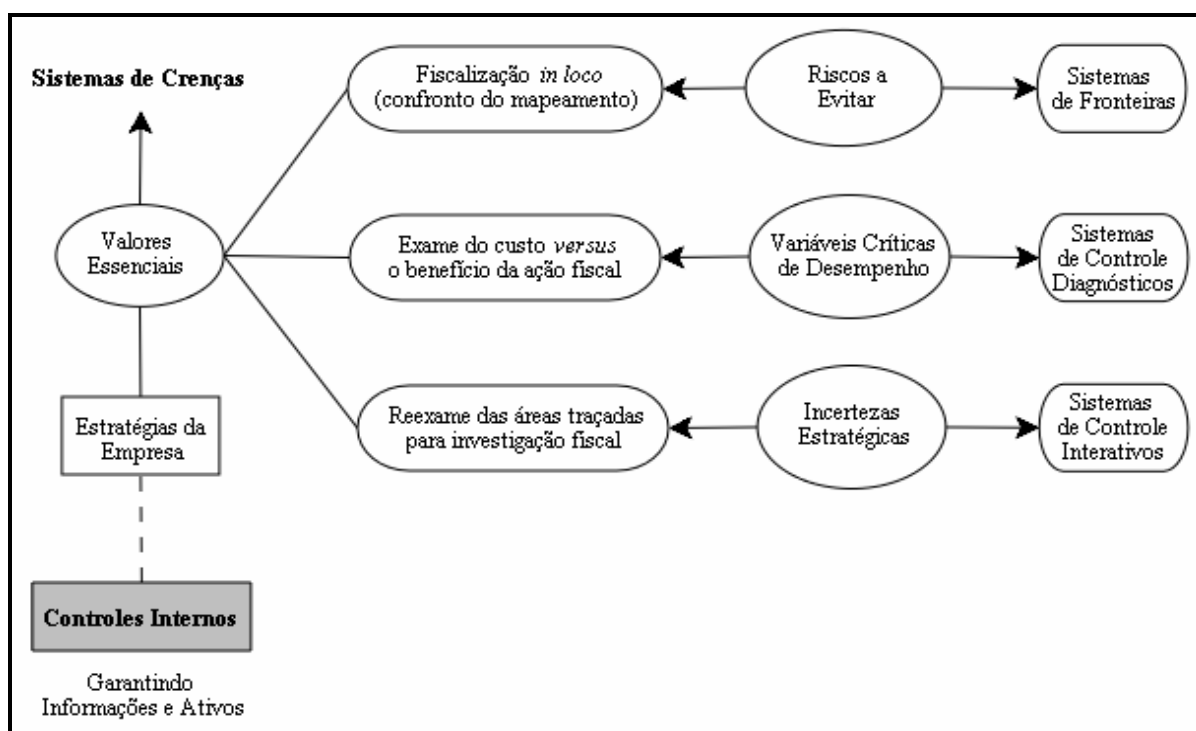 Sistemas de Crenças
Fiscalização in loco
(confronto do mapeamento)
Riscos a
Evitar
Sistemas
de Fronteiras
Valores
Essenciais
Exame do custo versus
o benefício da ação fiscal
Variáveis Críticas
de Desempenho
Sistemas
de Controle
Diagnósticos
Estratégias da
Empresa
Reexame das áreas traçadas
para investigação fiscal
Incertezas
Estratégicas
Sistemas
de Controle
Interativos
Controles Internos
Garantindo
Informações e Ativos